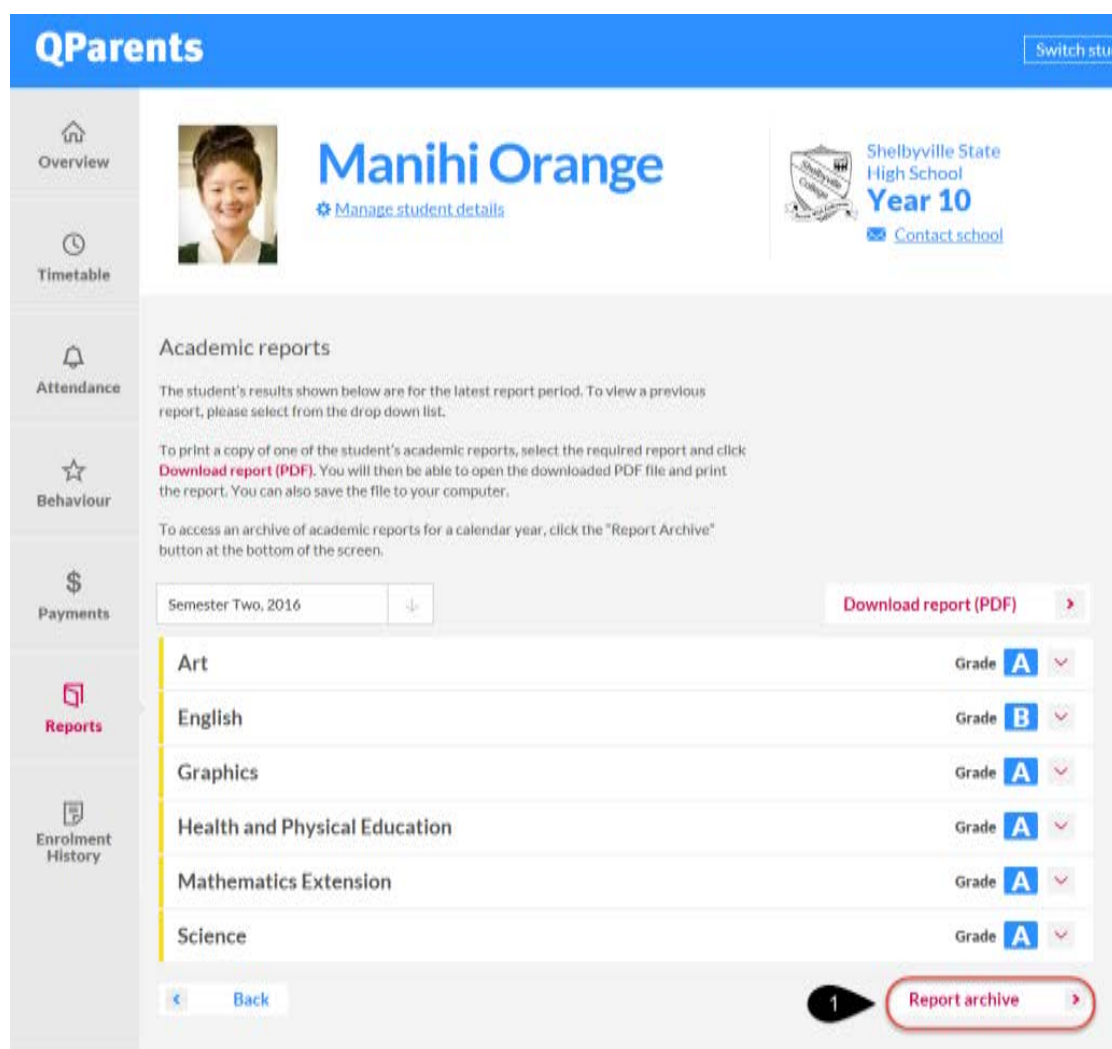 QParents
Switch stu
Overview
Timetable
Attendance
Behaviour
$
Payments
Reports
Enrolment
History
Manihi Orange
Manage student details
Shelbyville
College
Shelbyville State
High School
Year 10
Contact school
Academic reports
The student's results shown below are for the latest report period. To view a previous
report, please select from the drop down list.
To print a copy of one of the student's academic reports, select the required report and click
Download report (PDF). You will then be able to open the downloaded PDF file and print
the report. You can also save the file to your computer.
To access an archive of academic reports for a calendar year, click the "Report Archive"
button at the bottom of the screen.
Semester Two, 2016
Download report (PDF)
Art Grade A
English Grade B
Graphics Grade A
Health and Physical Education Grade A
Mathematics Extension Grade A
Science Grade A
Back
1
Report archive